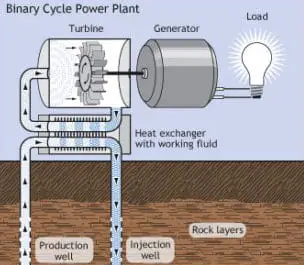 Binary Cycle Power Plant
Turbine
Generator
Load
Heat exchanger
with working fluid
Rock layers
Production
well
Injection
well